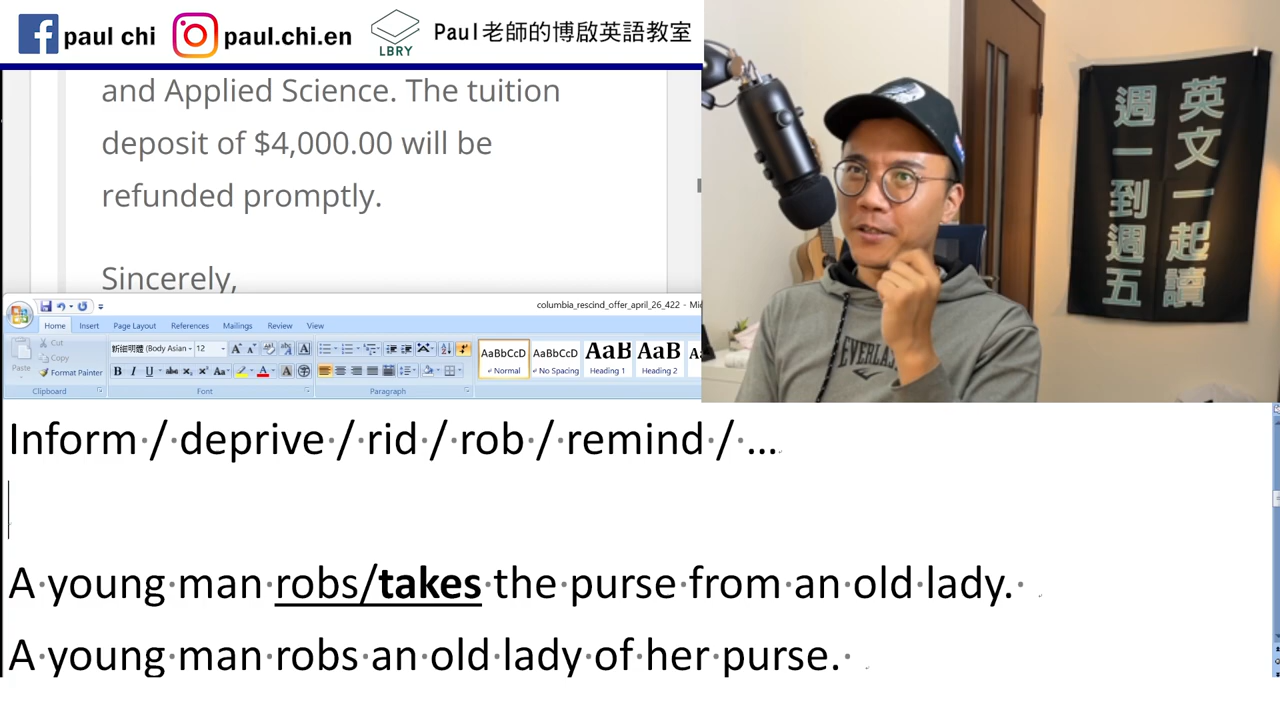 paul chi
paul.chi.en
LBRY
Paul老師的博啟英語教室
and Applied Science. The tuition
deposit of $4,000.00 will be
refunded promptly.
Sincerely,
columbia_rescind_offer_april_26_422 - Mi
Home Insert Page Layout References Mailings Review View
Cut
Copy
Format Painter
Paste
新細明體 (Body Asian 12
Clipboard Font Paragraph
AaBbCcD AaBbCcD AaB AaB
Normal No Spacing Heading 1 Heading 2
英文一起讀
週一到週五
EVERLAST
Inform / deprive / rid / rob / remind / ...
A young man robs/takes the purse from an old lady.
A young man robs an old lady of her purse.